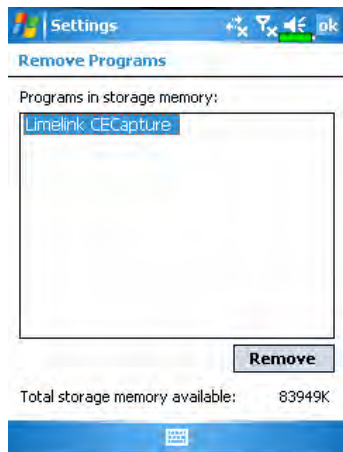 Settings ok
Remove Programs
Programs in storage memory:
Limelink CECapture
Remove
Total storage memory available: 83949K